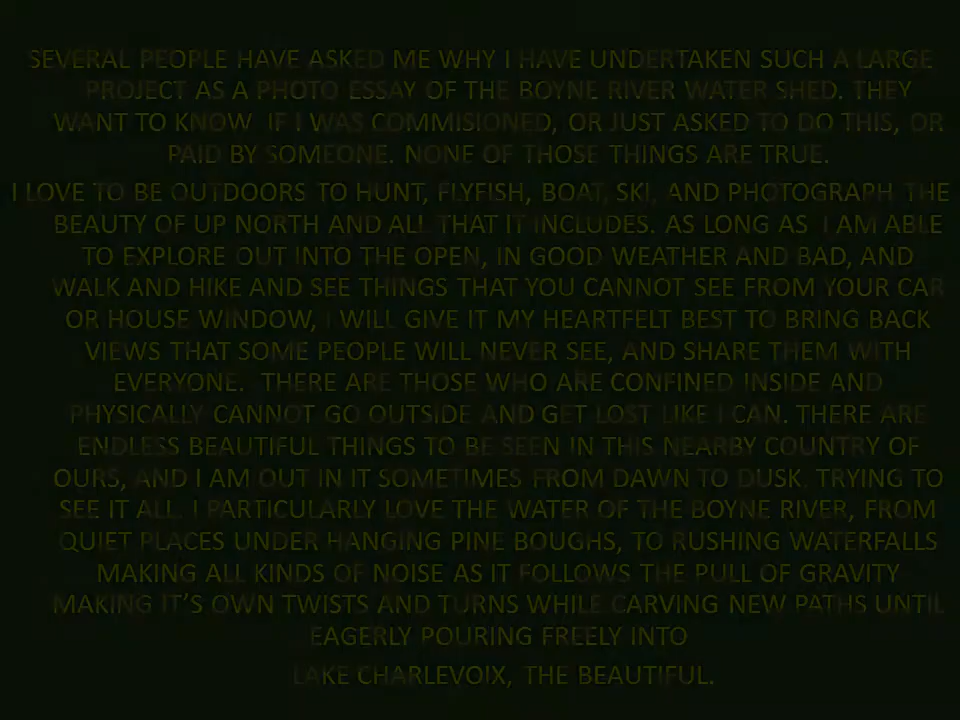 SEVERAL PEOPLE HAVE ASKED ME WHY I HAVE UNDERTAKEN SUCH A LARGE
PROJECT AS A PHOTO ESSAY OF THE BOYNE RIVER WATER SHED. THEY
WANT TO KNOW  IF I WAS COMMISIONED, OR JUST ASKED TO DO THIS, OR
PAID BY SOMEONE. NONE OF THOSE THINGS ARE TRUE.
I LOVE TO BE OUTDOORS TO HUNT, FLYFISH, BOAT, SKI, AND PHOTOGRAPH THE
BEAUTY OF UP NORTH AND ALL THAT IT INCLUDES. AS LONG AS  I AM ABLE
TO EXPLORE OUT INTO THE OPEN, IN GOOD WEATHER AND BAD, AND
WALK AND HIKE AND SEE THINGS THAT YOU CANNOT SEE FROM YOUR CAR
OR HOUSE WINDOW, I WILL GIVE IT MY HEARTFELT BEST TO BRING BACK
VIEWS THAT SOME PEOPLE WILL NEVER SEE, AND SHARE THEM WITH
EVERYONE.  THERE ARE THOSE WHO ARE CONFINED INSIDE AND
PHYSICALLY CANNOT GO OUTSIDE AND GET LOST LIKE I CAN. THERE ARE
ENDLESS BEAUTIFUL THINGS TO BE SEEN IN THIS NEARBY COUNTRY OF
OURS, AND I AM OUT IN IT SOMETIMES FROM DAWN TO DUSK. TRYING TO
SEE IT ALL. I PARTICULARLY LOVE THE WATER OF THE BOYNE RIVER, FROM
QUIET PLACES UNDER HANGING PINE BOUGHS, TO RUSHING WATERFALLS
MAKING ALL KINDS OF NOISE AS IT FOLLOWS THE PULL OF GRAVITY
MAKING IT'S OWN TWISTS AND TURNS WHILE CARVING NEW PATHS UNTIL
EAGERLY POURING FREELY INTO
LAKE CHARLEVOIX, THE BEAUTIFUL.